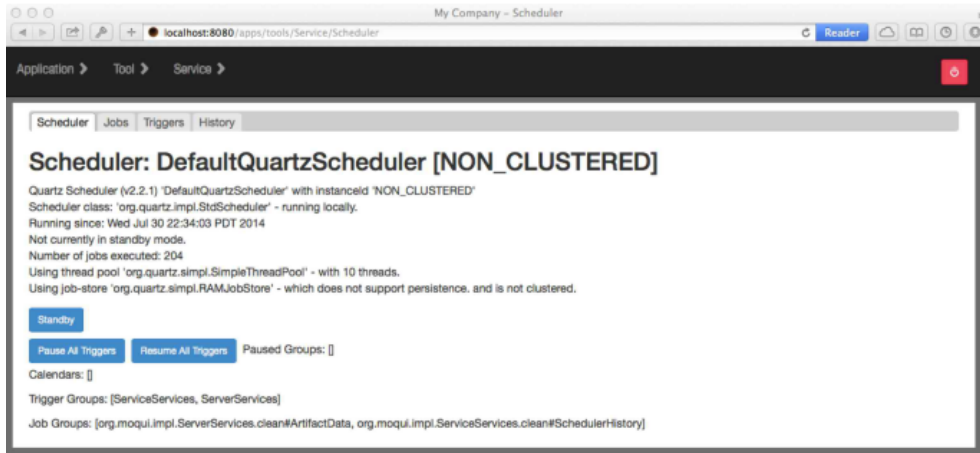 My Company – Scheduler
localhost:8080/apps/tools/Service/Scheduler
Reader
Application
Tool
Service
Scheduler Jobs Triggers History
Scheduler: DefaultQuartzScheduler [NON_CLUSTERED]
Quartz Scheduler (v2.2.1) 'DefaultQuartzScheduler' with instanceId 'NON_CLUSTERED'
Scheduler class: 'org.quartz.impl.StdScheduler' - running locally.
Running since: Wed Jul 30 22:34:03 PDT 2014
Not currently in standby mode.
Number of jobs executed: 204
Using thread pool 'org.quartz.simpl.SimpleThreadPool' - with 10 threads.
Using job-store 'org.quartz.simpl.RAMJobStore' - which does not support persistence. and is not clustered.
Standby
Pause All Triggers Resume All Triggers Paused Groups: []
Calendars: []
Trigger Groups: [ServiceServices, ServerServices]
Job Groups: [org.moqui.impl.ServerServices.clean#ArtifactData, org.moqui.impl.ServiceServices.clean#SchedulerHistory]